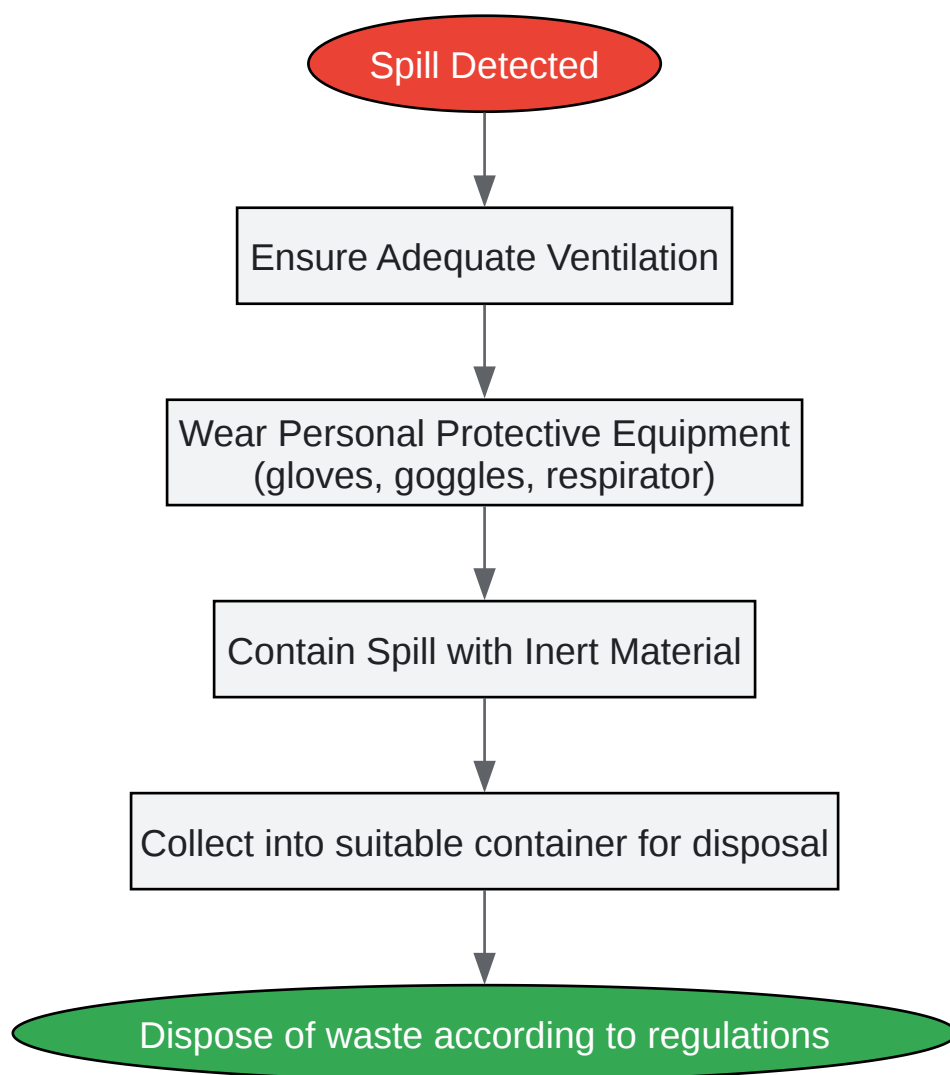 Spill Detected
Ensure Adequate Ventilation
Wear Personal Protective Equipment
(gloves, goggles, respirator)
Contain Spill with Inert Material
Collect into suitable container for disposal
Dispose of waste according to regulations